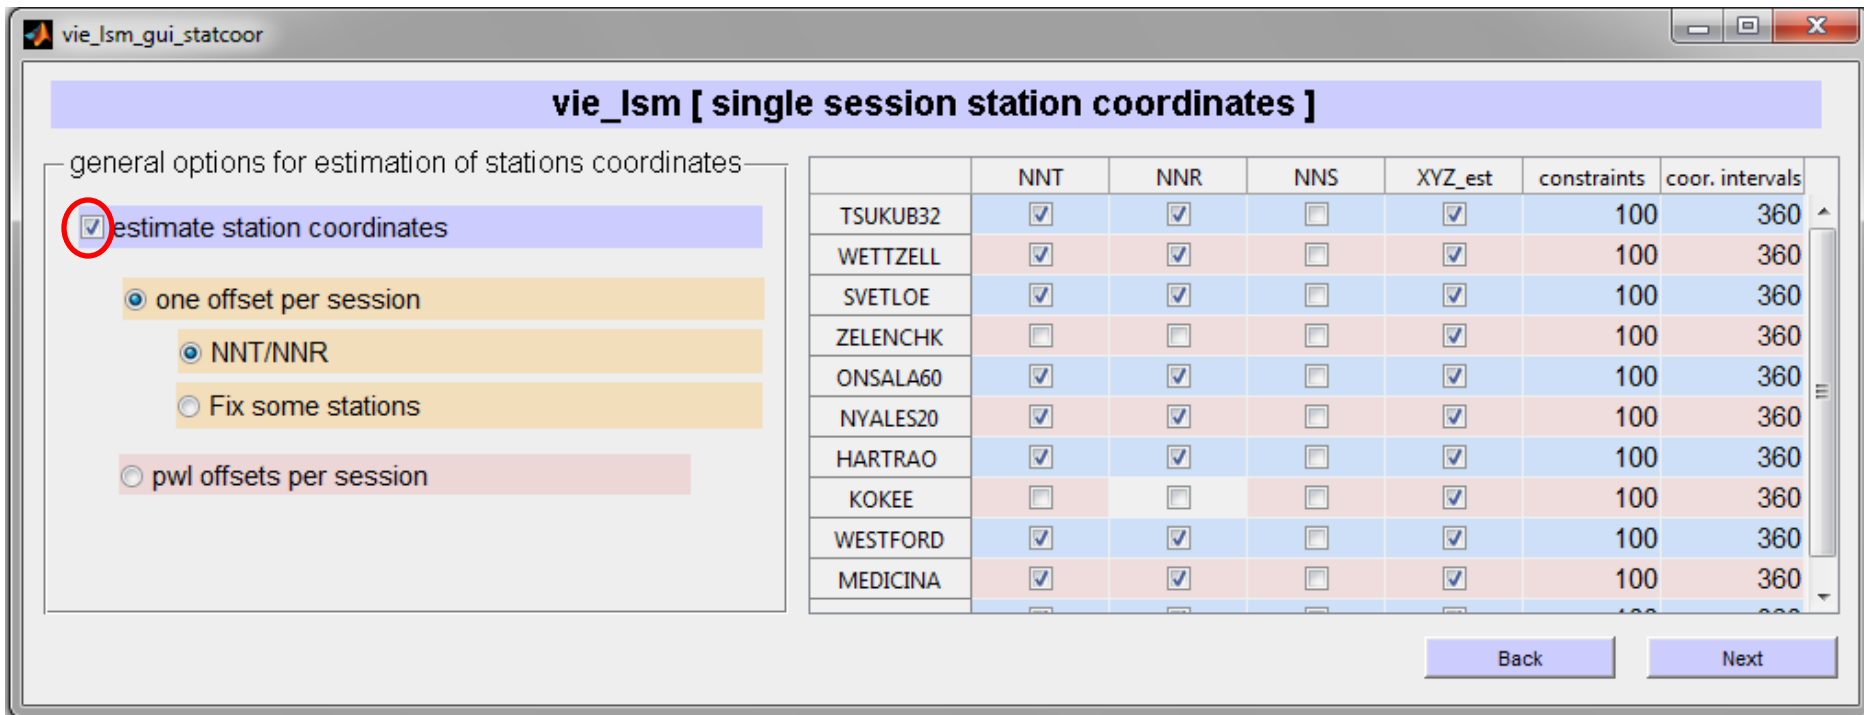 vie_lsm_gui_statcoor
vie_lsm [ single session station coordinates ]
general options for estimation of stations coordinates
estimate station coordinates
one offset per session
NNT/NNR
Fix some stations
pwl offsets per session
NNT NNR NNS XYZ_est constraints coor. intervals
TSUKUB32 100 360
WETTZELL 100 360
SVETLOE 100 360
ZELENCHK 100 360
ONSALA60 100 360
NYALES20 100 360
HARTRAO 100 360
KOKEE 100 360
WESTFORD 100 360
MEDICINA 100 360
Back Next